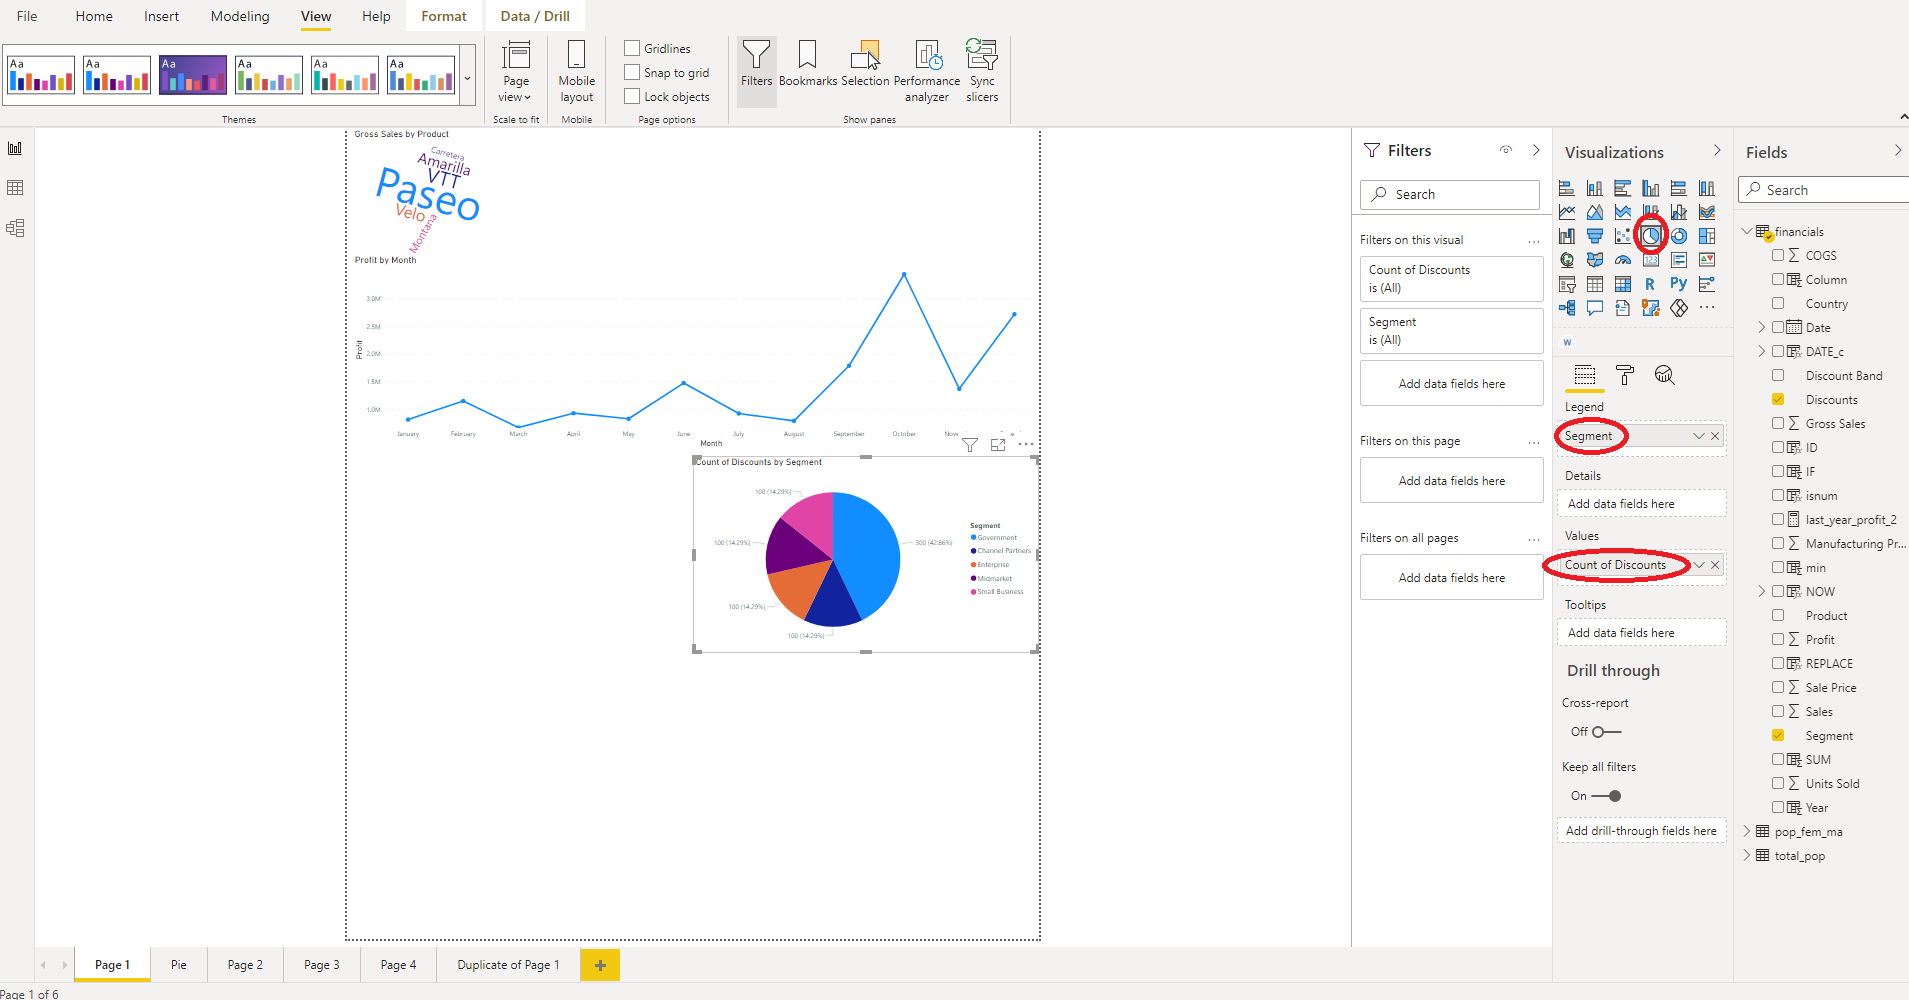 File Home Insert Modeling View Help Format Data / Drill
Aa Aa Aa Aa Aa Aa
Page view
Mobile layout
Gridlines
Snap to grid
Lock objects
Filters
Bookmarks
Selection
Performance analyzer
Sync slicers
Themes Scale to fit Mobile Page options Show panes
Gross Sales by Product
Carretera
Amarilla
VTT
Paseo
Velo
Montana
Profit by Month
3.0M
2.5M
2.0M
1.5M
1.0M
Profit
January February March April May June July August September October Nove
Month
Count of Discounts by Segment
100 (14.29%)
100 (14.29%)
100 (14.29%)
100 (14.29%)
300 (42.86%)
Segment
Government
Channel Partners
Enterprise
Midmarket
Small Business
Filters
Search
Filters on this visual ...
Count of Discounts
is (All)
Segment
is (All)
Add data fields here
Filters on this page ...
Add data fields here
Filters on all pages ...
Add data fields here
Visualizations
123
R Py
...
W
Legend
Segment
Details
Add data fields here
Values
Count of Discounts
Tooltips
Add data fields here
Drill through
Cross-report
Off
Keep all filters
On
Add drill-through fields here
Fields
Search
financials
COGS
Column
Country
Date
DATE_c
Discount Band
Discounts
Gross Sales
ID
IF
isnum
last_year_profit_2
Manufacturing Pr...
min
NOW
Product
Profit
REPLACE
Sale Price
Sales
Segment
SUM
Units Sold
Year
pop_fem_ma
total_pop
Page 1 Pie Page 2 Page 3 Page 4 Duplicate of Page 1 +
Page 1 of 6